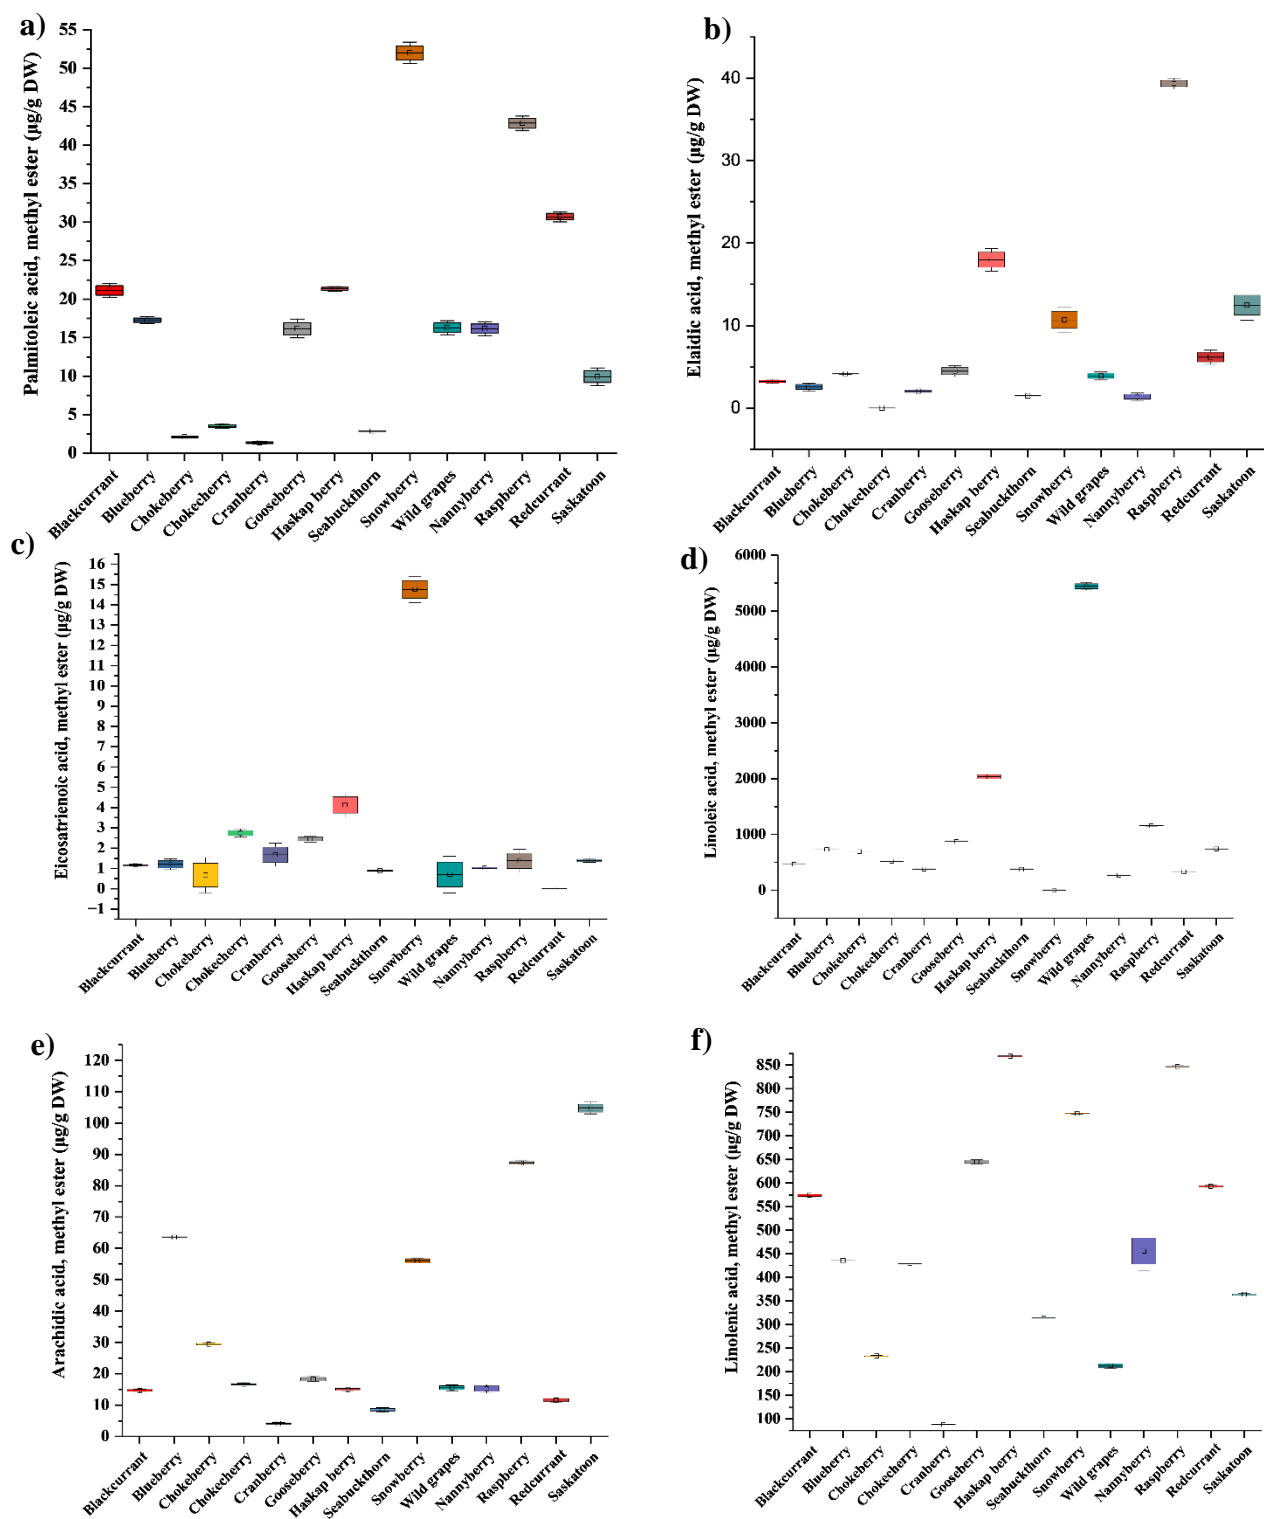 a)
Palmitoleic acid, methyl ester (µg/g DW)
55
50
45
40
35
30
25
20
15
10
5
0
Blackcurrant
Blueberry
Chokeberry
Chokecherry
Cranberry
Gooseberry
Haskap berry
Seabuckthorn
Snowberry
Wild grapes
Nannyberry
Raspberry
Redcurrant
Saskatoon
b)
Elaidic acid, methyl ester (µg/g DW)
40
30
20
10
0
Blackcurrant
Blueberry
Chokeberry
Chokecherry
Cranberry
Gooseberry
Haskap berry
Seabuckthorn
Snowberry
Wild grapes
Nannyberry
Raspberry
Redcurrant
Saskatoon
c)
Eicosatrienoic acid, methyl ester (µg/g DW)
16
15
14
13
12
11
10
9
8
7
6
5
4
3
2
1
0
−1
Blackcurrant
Blueberry
Chokeberry
Chokecherry
Cranberry
Gooseberry
Haskap berry
Seabuckthorn
Snowberry
Wild grapes
Nannyberry
Raspberry
Redcurrant
Saskatoon
d)
Linoleic acid, methyl ester (µg/g DW)
6000
5000
4000
3000
2000
1000
0
Blackcurrant
Blueberry
Chokeberry
Chokecherry
Cranberry
Gooseberry
Haskap berry
Seabuckthorn
Snowberry
Wild grapes
Nannyberry
Raspberry
Redcurrant
Saskatoon
e)
Arachidic acid, methyl ester (µg/g DW)
120
110
100
90
80
70
60
50
40
30
20
10
0
Blackcurrant
Blueberry
Chokeberry
Chokecherry
Cranberry
Gooseberry
Haskap berry
Seabuckthorn
Snowberry
Wild grapes
Nannyberry
Raspberry
Redcurrant
Saskatoon
f)
Linolenic acid, methyl ester (µg/g DW)
850
800
750
700
650
600
550
500
450
400
350
300
250
200
150
100
Blackcurrant
Blueberry
Chokeberry
Chokecherry
Cranberry
Gooseberry
Haskap berry
Seabuckthorn
Snowberry
Wild grapes
Nannyberry
Raspberry
Redcurrant
Saskatoon